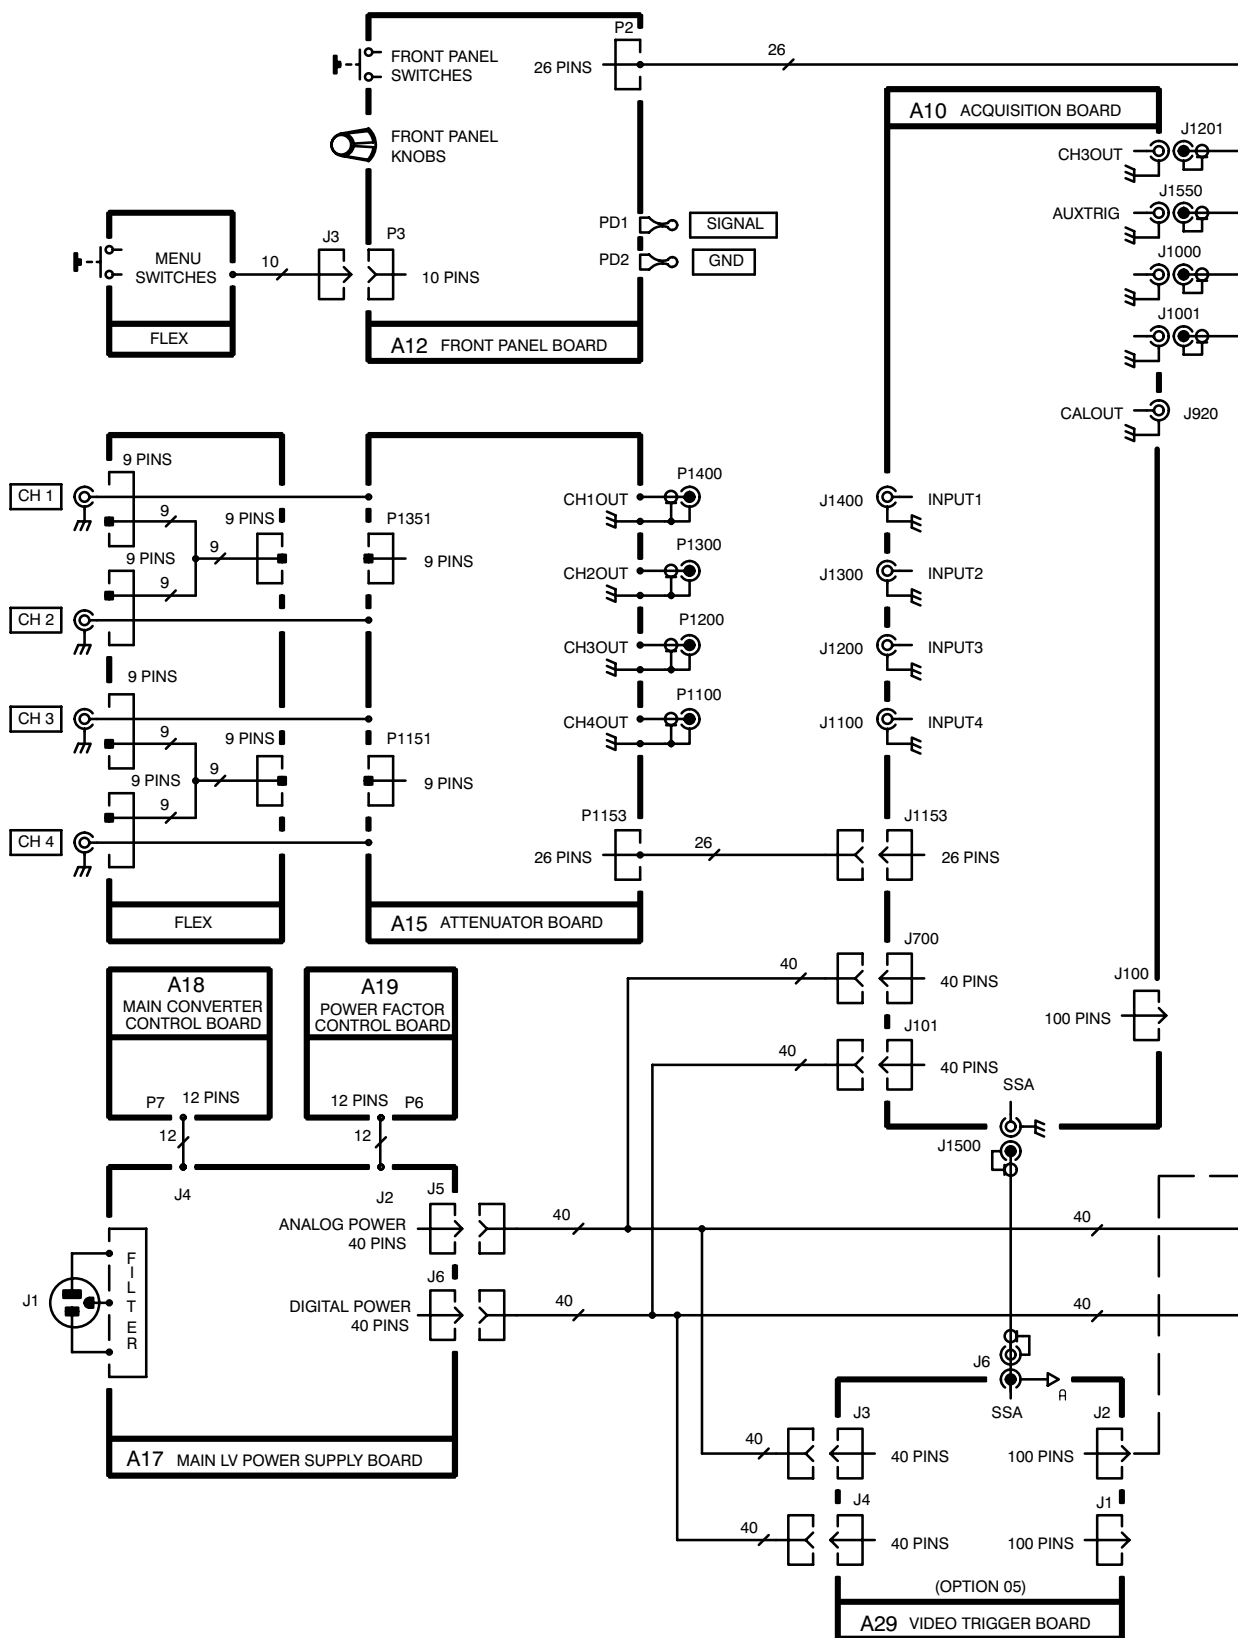 P2
26 PINS
26
FRONT PANEL
SWITCHES
FRONT PANEL
KNOBS
PD1
SIGNAL
PD2
GND
MENU
SWITCHES
10
J3
P3
10 PINS
FLEX
A12 FRONT PANEL BOARD
A10 ACQUISITION BOARD
J1201
CH3OUT
J1550
AUXTRIG
J1000
J1001
CALOUT
J920
9 PINS
CH 1
9
9 PINS
9
9 PINS
9
CH 2
9 PINS
CH 3
9
9 PINS
9
9 PINS
9
CH 4
FLEX
P1351
9 PINS
P1151
9 PINS
P1400
CH1OUT
P1300
CH2OUT
P1200
CH3OUT
P1100
CH4OUT
P1153
26 PINS
26
A15 ATTENUATOR BOARD
J1400
INPUT1
J1300
INPUT2
J1200
INPUT3
J1100
INPUT4
J1153
26 PINS
J700
40
40 PINS
J101
40
40 PINS
J100
100 PINS
SSA
J1500
A18
MAIN CONVERTER
CONTROL BOARD
P7
12 PINS
12
J4
A19
POWER FACTOR
CONTROL BOARD
12 PINS
P6
12
J2
J5
ANALOG POWER
40 PINS
40
40
J6
DIGITAL POWER
40 PINS
40
40
J1
FILTER
A17 MAIN LV POWER SUPPLY BOARD
J6
A
SSA
J3
40
40 PINS
J2
100 PINS
J4
40
40 PINS
J1
100 PINS
(OPTION 05)
A29 VIDEO TRIGGER BOARD